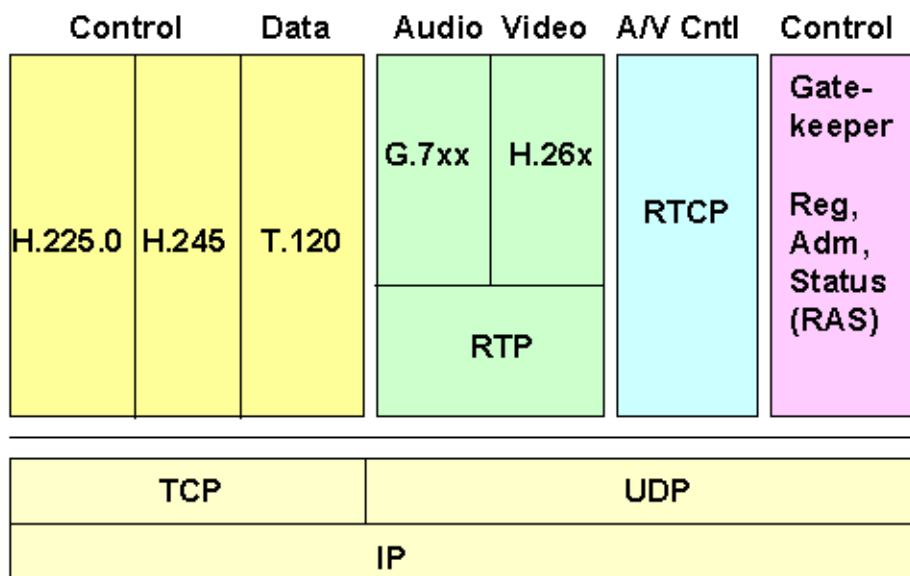 Control Data Audio Video A/V Cntl Control
H.225.0
H.245
T.120
G.7xx
H.26x
RTP
RTCP
Gate-
keeper
Reg,
Adm,
Status
(RAS)
TCP
UDP
IP